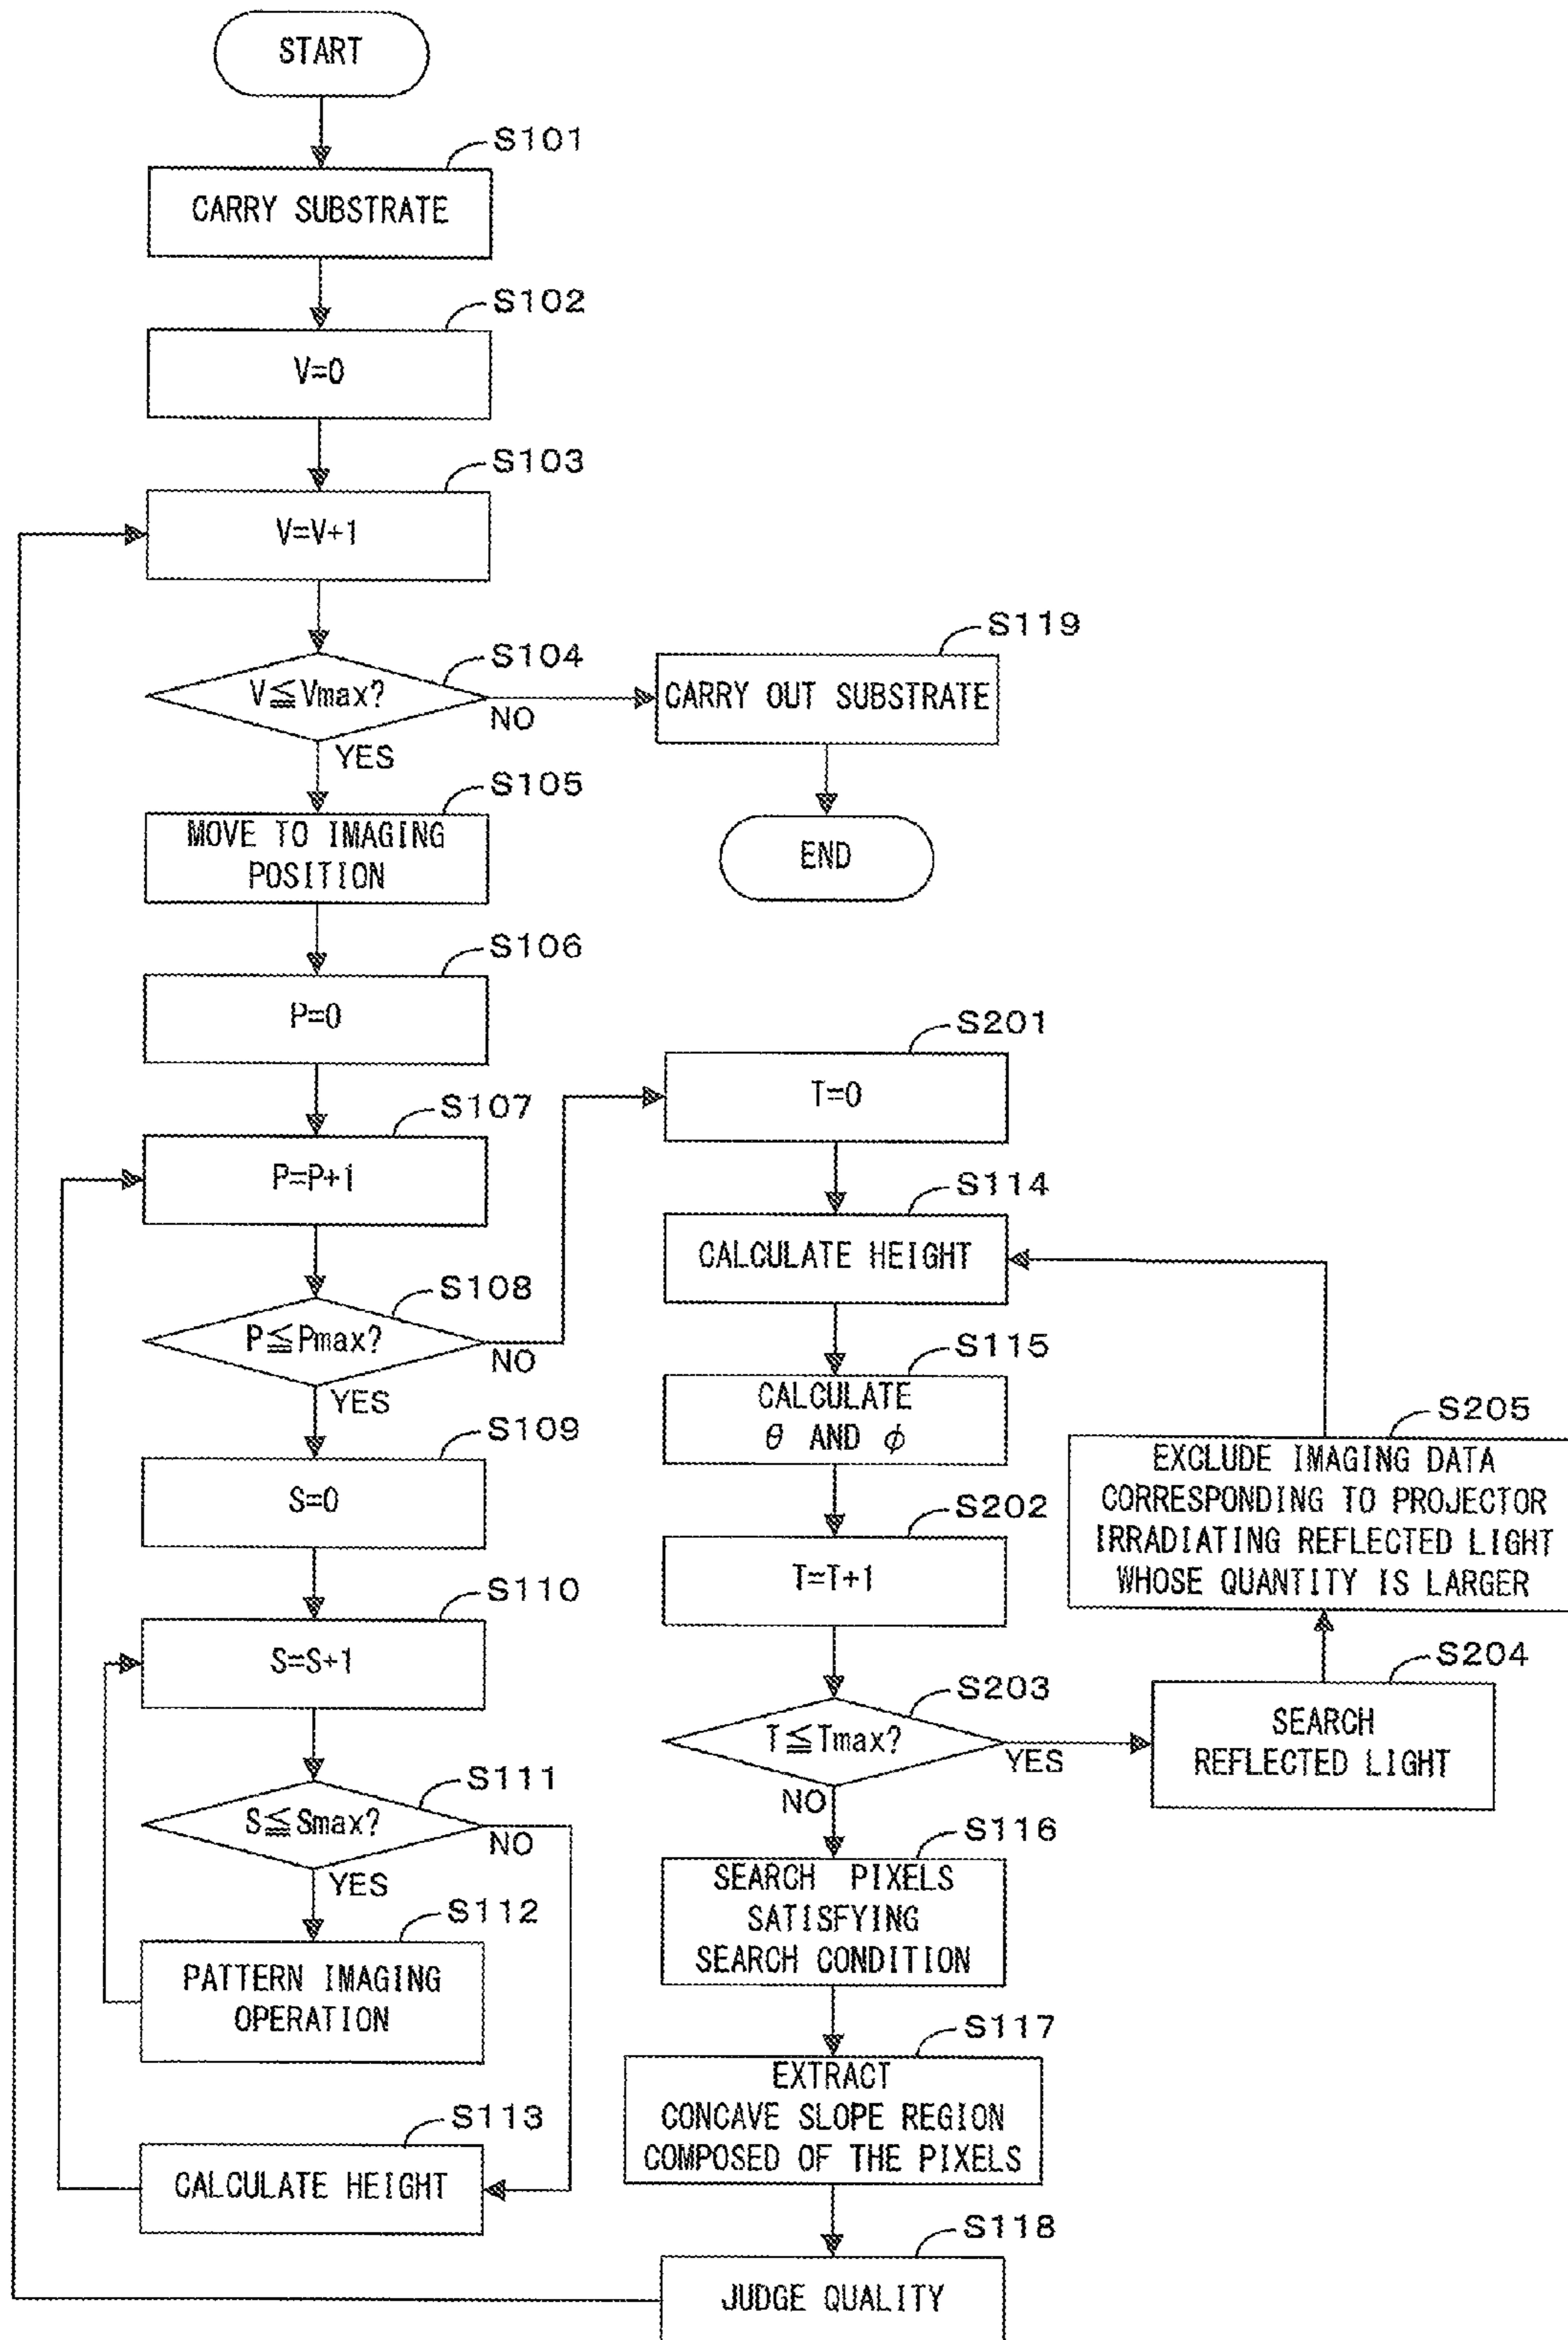 START
S101
CARRY SUBSTRATE
S102
V=0
S103
V=V+1
S104
V≦Vmax?
NO
YES
S119
CARRY OUT SUBSTRATE
END
S105
MOVE TO IMAGING
POSITION
S106
P=0
S107
P=P+1
S108
P≦Pmax?
NO
YES
S109
S=0
S110
S=S+1
S111
S≦Smax?
NO
YES
S112
PATTERN IMAGING
OPERATION
S113
CALCULATE HEIGHT
S201
T=0
S114
CALCULATE HEIGHT
S115
CALCULATE
θ AND φ
S202
T=T+1
S203
T≦Tmax?
YES
NO
S204
SEARCH
REFLECTED LIGHT
S205
EXCLUDE IMAGING DATA
CORRESPONDING TO PROJECTOR
IRRADIATING REFLECTED LIGHT
WHOSE QUANTITY IS LARGER
S116
SEARCH PIXELS
SATISFYING
SEARCH CONDITION
S117
EXTRACT
CONCAVE SLOPE REGION
COMPOSED OF THE PIXELS
S118
JUDGE QUALITY